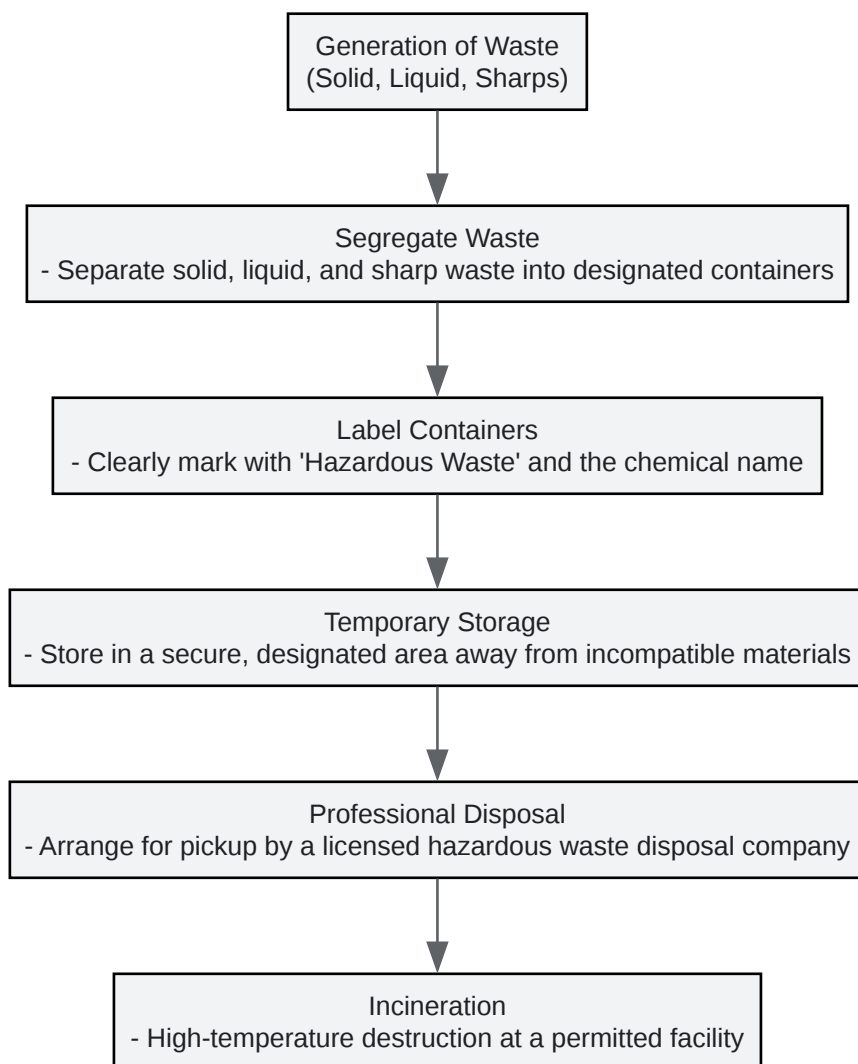 Generation of Waste
(Solid, Liquid, Sharps)
Segregate Waste
- Separate solid, liquid, and sharp waste into designated containers
Label Containers
- Clearly mark with 'Hazardous Waste' and the chemical name
Temporary Storage
- Store in a secure, designated area away from incompatible materials
Professional Disposal
- Arrange for pickup by a licensed hazardous waste disposal company
Incineration
- High-temperature destruction at a permitted facility